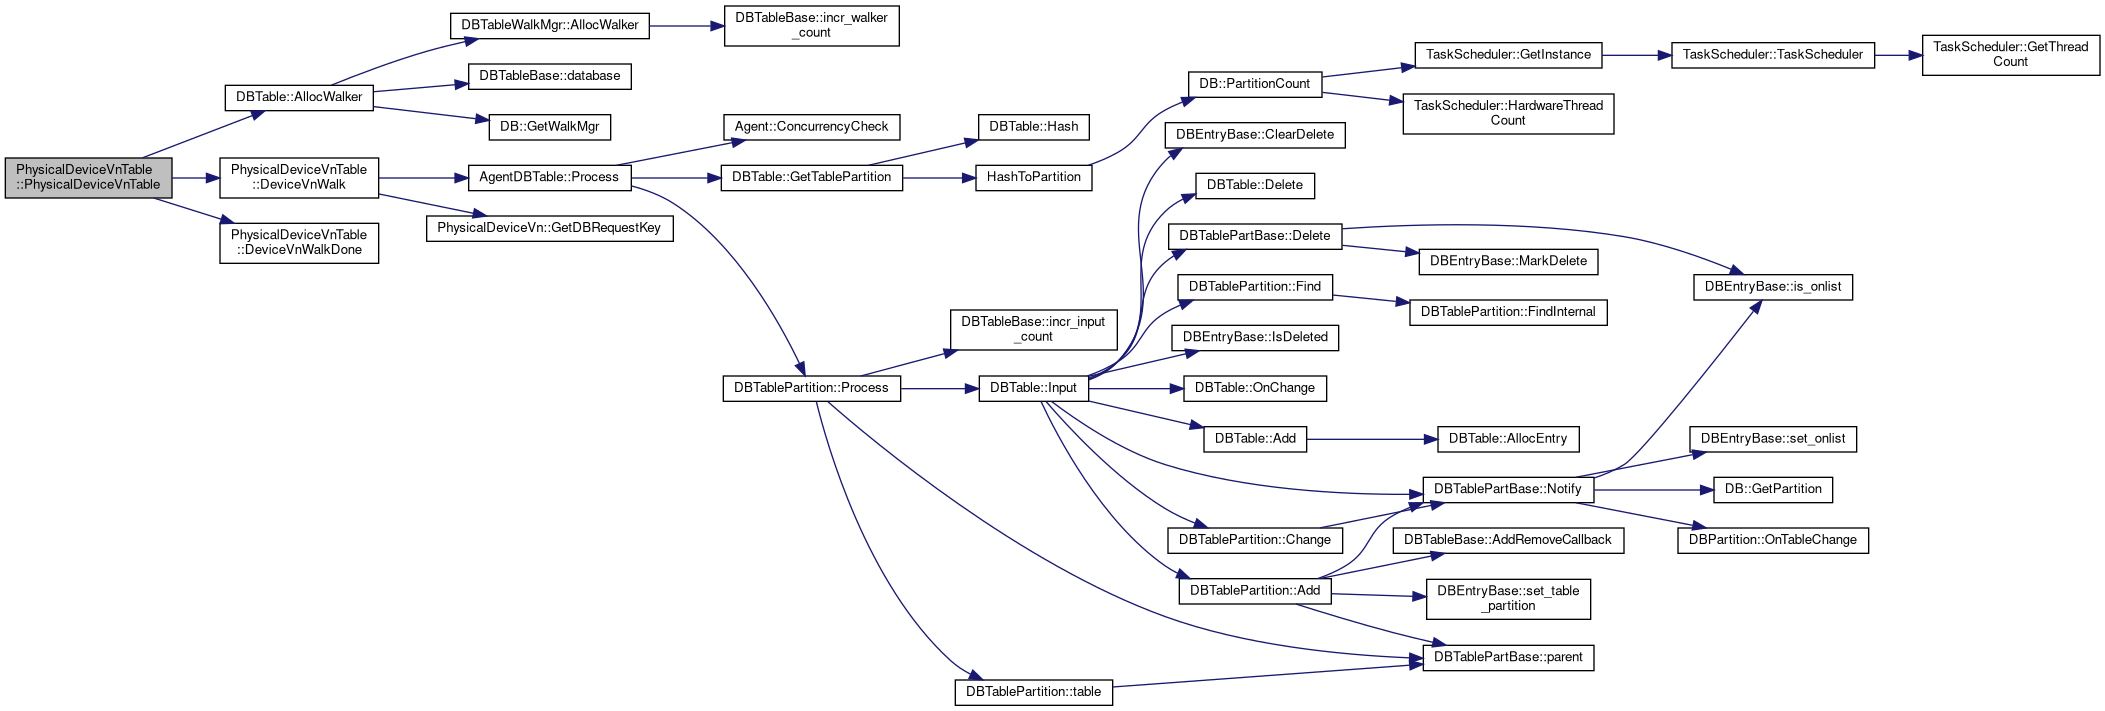 PhysicalDeviceVnTable
::PhysicalDeviceVnTable
DBTable::AllocWalker
DBTableWalkMgr::AllocWalker
DBTableBase::incr_walker
_count
DBTableBase::database
DB::GetWalkMgr
PhysicalDeviceVnTable
::DeviceVnWalk
PhysicalDeviceVnTable
::DeviceVnWalkDone
AgentDBTable::Process
PhysicalDeviceVn::GetDBRequestKey
Agent::ConcurrencyCheck
DBTable::GetTablePartition
DBTable::Hash
HashToPartition
DB::PartitionCount
TaskScheduler::GetInstance
TaskScheduler::TaskScheduler
TaskScheduler::GetThread
Count
TaskScheduler::HardwareThread
Count
DBTablePartition::Process
DBTableBase::incr_input
_count
DBTable::Input
DBTablePartition::table
DBEntryBase::ClearDelete
DBTable::Delete
DBTablePartBase::Delete
DBEntryBase::MarkDelete
DBEntryBase::is_onlist
DBTablePartition::Find
DBTablePartition::FindInternal
DBEntryBase::IsDeleted
DBTable::OnChange
DBTable::Add
DBTable::AllocEntry
DBTablePartBase::Notify
DBEntryBase::set_onlist
DB::GetPartition
DBPartition::OnTableChange
DBTablePartition::Change
DBTablePartition::Add
DBTableBase::AddRemoveCallback
DBEntryBase::set_table
_partition
DBTablePartBase::parent